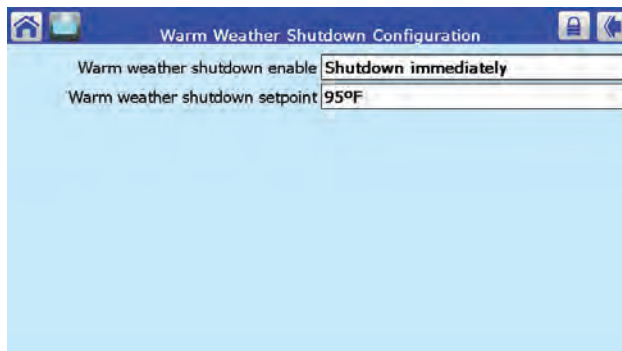 Warm Weather Shutdown Configuration
Warm weather shutdown enable Shutdown immediately
Warm weather shutdown setpoint 95ºF